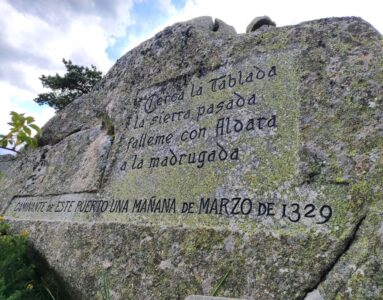 Cerca la Tablada
la sierra pasada
falleme con Aldara
a la madrugada
CAMINANTE de ESTE PUERTO UNA MAÑANA DE MARZO DE 1329